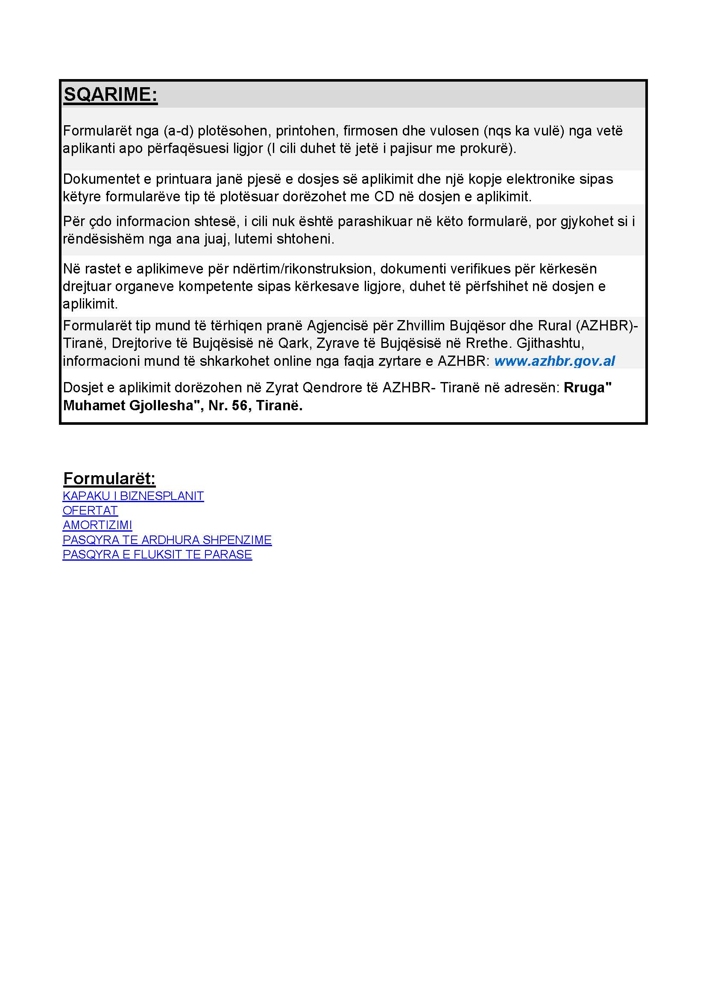 SQARIME:
Formularët nga (a-d) plotësohen, printohen, firmosen dhe vulosen (nqs ka vulë) nga vetë
aplikanti apo përfaqësuesi ligjor (I cili duhet të jetë i pajisur me prokurë).
Dokumentet e printuara janë pjesë e dosjes së aplikimit dhe një kopje elektronike sipas
këtyre formularëve tip të plotësuar dorëzohet me CD në dosjen e aplikimit.
Për çdo informacion shtesë, i cili nuk është parashikuar në këto formularë, por gjykohet si i
rëndësishëm nga ana juaj, lutemi shtoheni.
Në rastet e aplikimeve për ndërtim/rikonstruksion, dokumenti verifikues për kërkesën
drejtuar organeve kompetente sipas kërkesave ligjore, duhet të përfshihet në dosjen e
aplikimit.
Formularët tip mund të tërhiqen pranë Agjencisë për Zhvillim Bujqësor dhe Rural (AZHBR)-
Tiranë, Drejtorive të Bujqësisë në Qark, Zyrave të Bujqësisë në Rrethe. Gjithashtu,
informacioni mund të shkarkohet online nga faqja zyrtare e AZHBR: www.azhbr.gov.al
Dosjet e aplikimit dorëzohen në Zyrat Qendrore të AZHBR- Tiranë në adresën: Rruga"
Muhamet Gjollesha", Nr. 56, Tiranë.
Formularët:
KAPAKU I BIZNESPLANIT
OFERTAT
AMORTIZIMI
PASQYRA TE ARDHURA SHPENZIME
PASQYRA E FLUKSIT TE PARASE